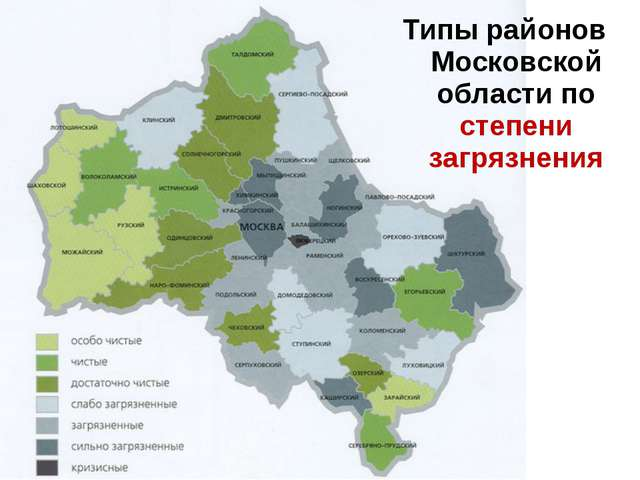 Типы районов
Московской
области по
степени
загрязнения
ТАЛДОМСКИЙ
СЕРГИЕВО-ПОСАДСКИЙ
КЛИНСКИЙ
ДМИТРОВСКИЙ
ЛОТОШИНСКИЙ
СОЛНЕЧНОГОРСКИЙ
ПУШКИНСКИЙ
ЩЕЛКОВСКИЙ
ВОЛОКОЛАМСКИЙ
МЫТИЩИНСКИЙ
ШАХОВСКОЙ
ИСТРИНСКИЙ
ХИМКИНСКИЙ
ПАВЛОВО-ПОСАДСКИЙ
НОГИНСКИЙ
КРАСНОГОРСКИЙ
РУЗСКИЙ
МОСКВА
БАЛАШИХИНСКИЙ
ОДИНЦОВСКИЙ
ОРЕХОВО-ЗУЕВСКИЙ
МОЖАЙСКИЙ
ЛЕНИНСКИЙ
РАМЕНСКИЙ
ШАТУРСКИЙ
НАРО-ФОМИНСКИЙ
ВОСКРЕСЕНСКИЙ
ПОДОЛЬСКИЙ
ДОМОДЕДОВСКИЙ
ЕГОРЬЕВСКИЙ
ЧЕХОВСКИЙ
КОЛОМЕНСКИЙ
СТУПИНСКИЙ
СЕРПУХОВСКИЙ
ОЗЕРСКИЙ
ЛУХОВИЦКИЙ
КАШИРСКИЙ
ЗАРАЙСКИЙ
СЕРЕБРЯНО-ПРУДСКИЙ
особо чистые
чистые
достаточно чистые
слабо загрязненные
загрязненные
сильно загрязненные
кризисные